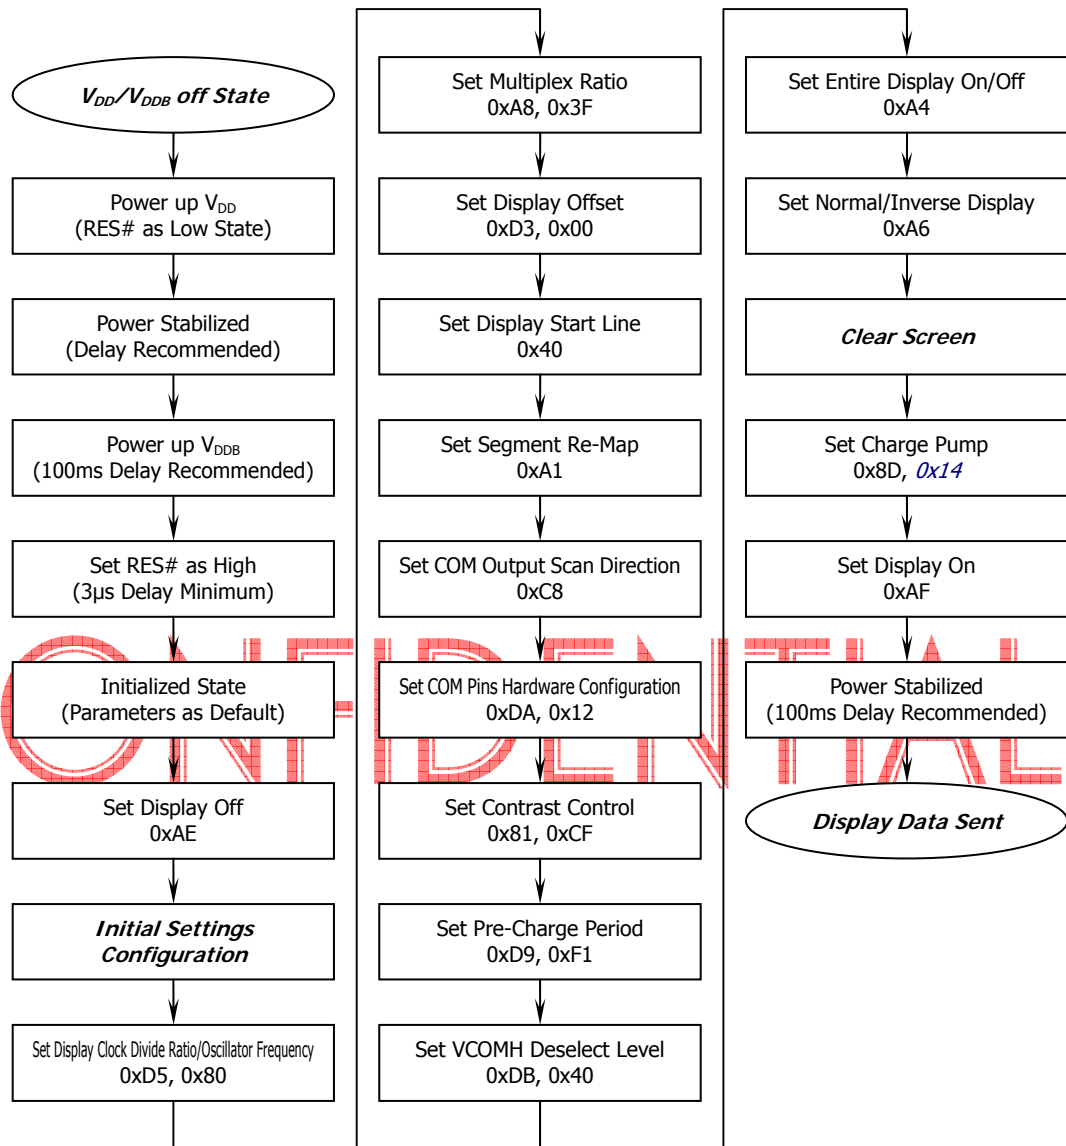 V_DD/V_DDB off State
Power up V_DD
(RES# as Low State)
Power Stabilized
(Delay Recommended)
Power up V_DDB
(100ms Delay Recommended)
Set RES# as High
(3μs Delay Minimum)
Initialized State
(Parameters as Default)
Set Display Off
0xAE
Initial Settings
Configuration
Set Display Clock Divide Ratio/Oscillator Frequency
0xD5, 0x80
Set Multiplex Ratio
0xA8, 0x3F
Set Display Offset
0xD3, 0x00
Set Display Start Line
0x40
Set Segment Re-Map
0xA1
Set COM Output Scan Direction
0xC8
Set COM Pins Hardware Configuration
0xDA, 0x12
Set Contrast Control
0x81, 0xCF
Set Pre-Charge Period
0xD9, 0xF1
Set VCOMH Deselect Level
0xDB, 0x40
Set Entire Display On/Off
0xA4
Set Normal/Inverse Display
0xA6
Clear Screen
Set Charge Pump
0x8D, 0x14
Set Display On
0xAF
Power Stabilized
(100ms Delay Recommended)
Display Data Sent
ONFIDENTIAL